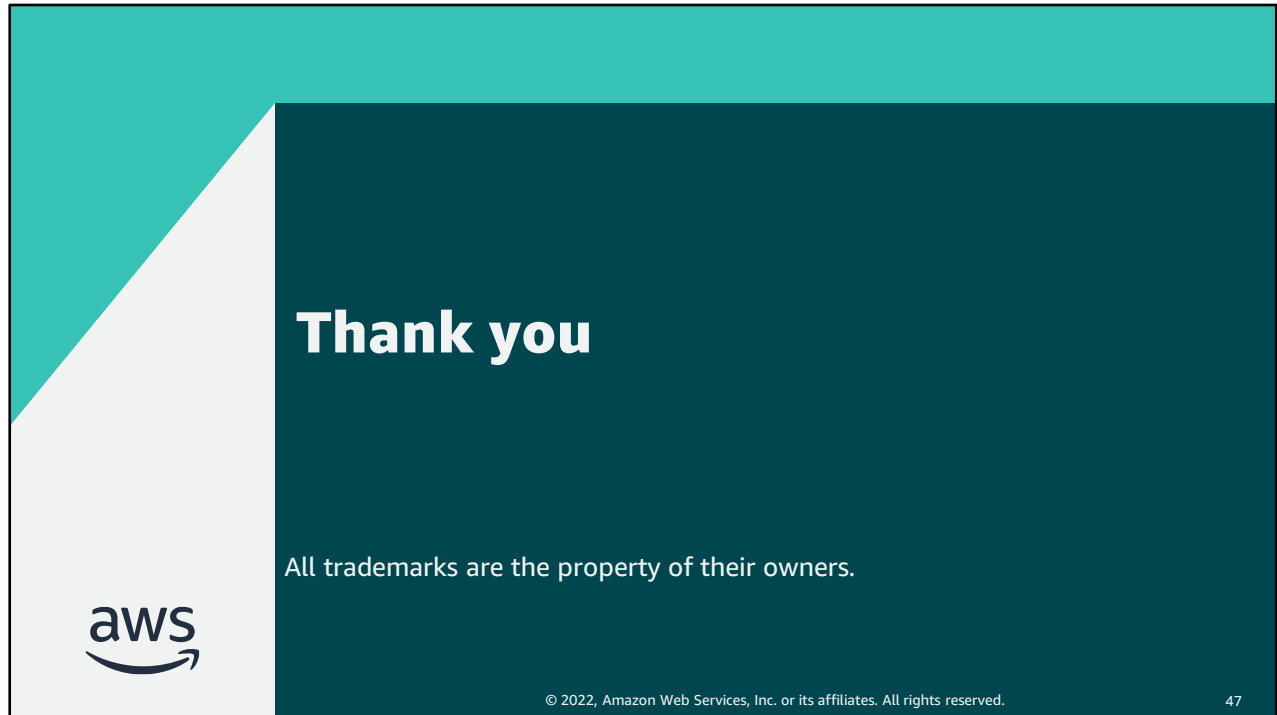 Thank you
All trademarks are the property of their owners.
aws
© 2022, Amazon Web Services, Inc. or its affiliates. All rights reserved.
47